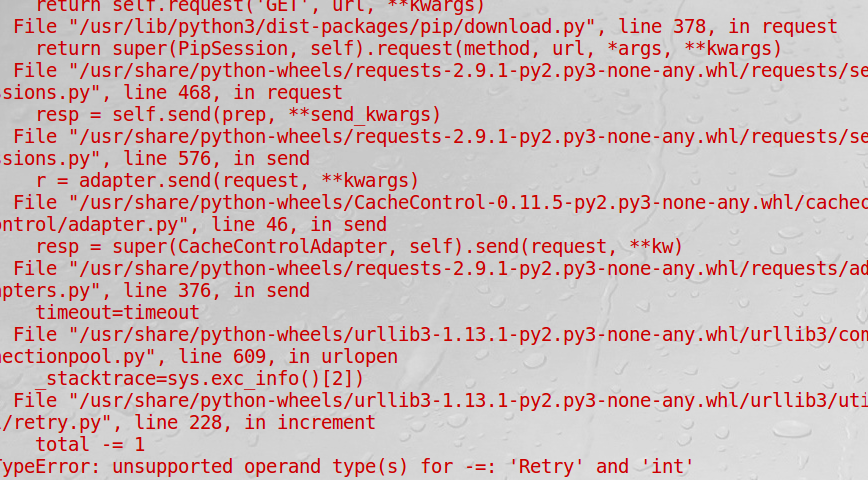 return self.request('GET', url, **kwargs)
File "/usr/lib/python3/dist-packages/pip/download.py", line 378, in request
return super(PipSession, self).request(method, url, *args, **kwargs)
File "/usr/share/python-wheels/requests-2.9.1-py2.py3-none-any.whl/requests/se
ssions.py", line 468, in request
resp = self.send(prep, **send_kwargs)
File "/usr/share/python-wheels/requests-2.9.1-py2.py3-none-any.whl/requests/se
ssions.py", line 576, in send
r = adapter.send(request, **kwargs)
File "/usr/share/python-wheels/CacheControl-0.11.5-py2.py3-none-any.whl/cachec
ontrol/adapter.py", line 46, in send
resp = super(CacheControlAdapter, self).send(request, **kw)
File "/usr/share/python-wheels/requests-2.9.1-py2.py3-none-any.whl/requests/ad
apters.py", line 376, in send
timeout=timeout
File "/usr/share/python-wheels/urllib3-1.13.1-py2.py3-none-any.whl/urllib3/con
nectionpool.py", line 609, in urlopen
_stacktrace=sys.exc_info()[2])
File "/usr/share/python-wheels/urllib3-1.13.1-py2.py3-none-any.whl/urllib3/uti
l/retry.py", line 228, in increment
total -= 1
TypeError: unsupported operand type(s) for -=: 'Retry' and 'int'